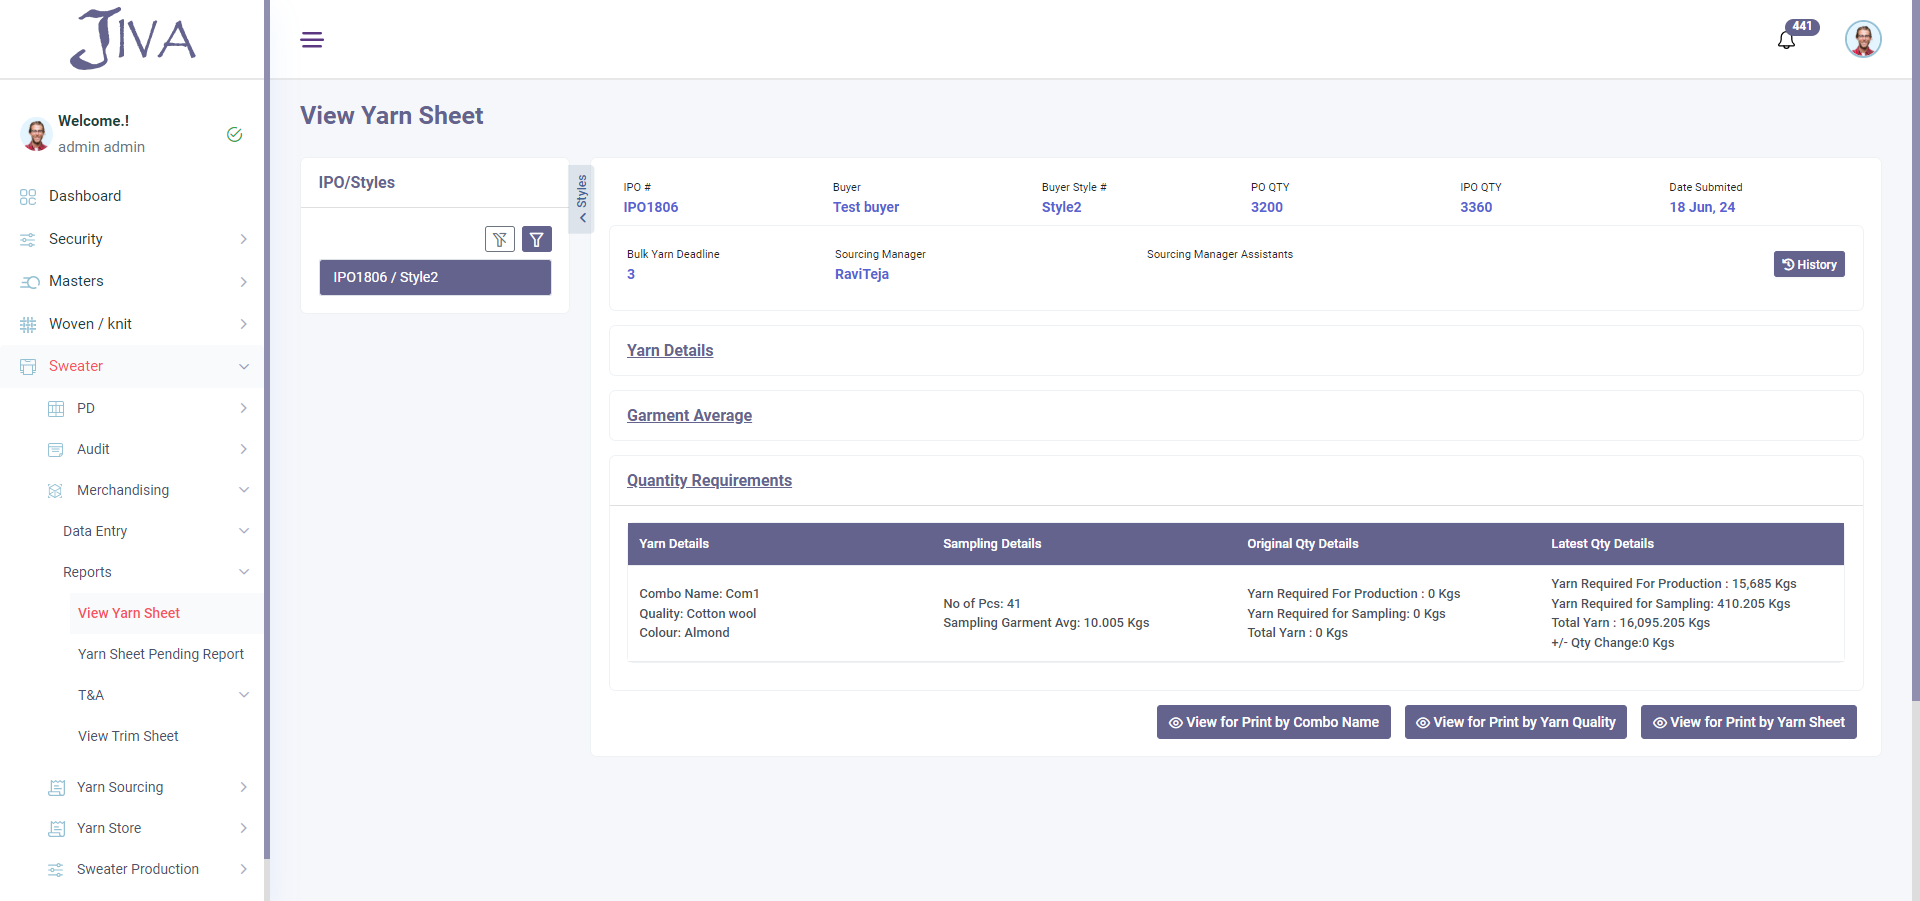 JIVA
441
Welcome.!
admin admin
Dashboard
Security
Masters
Woven / knit
Sweater
PD
Audit
Merchandising
Data Entry
Reports
View Yarn Sheet
Yarn Sheet Pending Report
T&A
View Trim Sheet
Yarn Sourcing
Yarn Store
Sweater Production
View Yarn Sheet
IPO/Styles
IPO1806 / Style2
Styles
IPO #
IPO1806
Buyer
Test buyer
Buyer Style #
Style2
PO QTY
3200
IPO QTY
3360
Date Submited
18 Jun, 24
Bulk Yarn Deadline
3
Sourcing Manager
RaviTeja
Sourcing Manager Assistants
History
Yarn Details
Garment Average
Quantity Requirements
Yarn Details
Sampling Details
Original Qty Details
Latest Qty Details
Combo Name: Com1
Quality: Cotton wool
Colour: Almond
No of Pcs: 41
Sampling Garment Avg: 10.005 Kgs
Yarn Required For Production : 0 Kgs
Yarn Required for Sampling: 0 Kgs
Total Yarn : 0 Kgs
Yarn Required For Production : 15,685 Kgs
Yarn Required for Sampling: 410.205 Kgs
Total Yarn : 16,095.205 Kgs
+/- Qty Change:0 Kgs
View for Print by Combo Name
View for Print by Yarn Quality
View for Print by Yarn Sheet